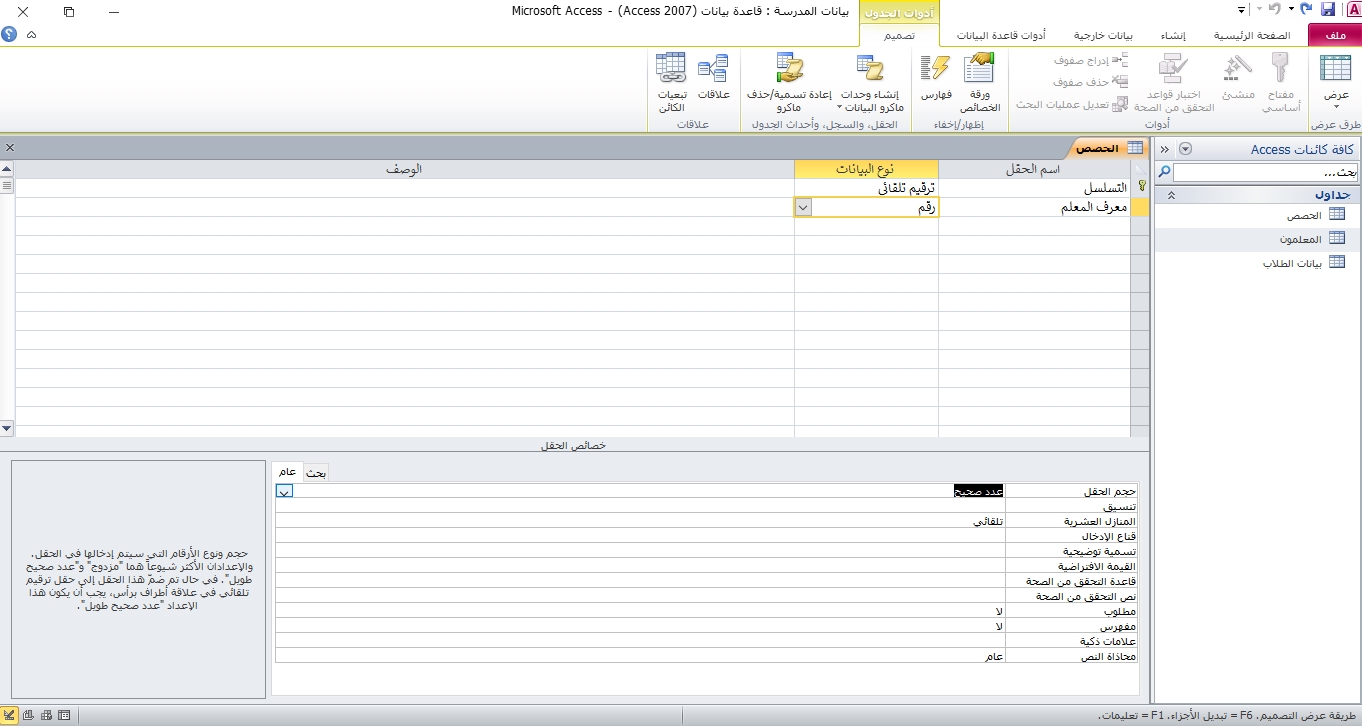 بيانات المدرسة : قاعدة بيانات (Access 2007) - Microsoft Access
أدوات الجدول
ملف
الصفحة الرئيسية
إنشاء
بيانات خارجية
أدوات قاعدة البيانات
تصميم
عرض
طرق عرض
مفتاح أساسي
منشئ
اختبار قواعد التحقق من الصحة
إدراج صفوف
حذف صفوف
تعديل عمليات البحث
أدوات
ورقة الخصائص
فهارس
إظهار/إخفاء
إنشاء وحدات ماكرو البيانات
إعادة تسمية/حذف ماكرو
الحقل، والسجل، وأحداث الجدول
علاقات
تبعيات الكائن
علاقات
كافة كائنات Access
بحث...
جداول
الحصص
المعلمون
بيانات الطلاب
الحصص
اسم الحقل نوع البيانات الوصف
التسلسل ترقيم تلقائي
معرف المعلم رقم
خصائص الحقل
عام بحث
حجم الحقل عدد صحيح
تنسيق
المنازل العشرية تلقائي
قناع الإدخال
تسمية توضيحية
القيمة الافتراضية
قاعدة التحقق من الصحة
نص التحقق من الصحة
مطلوب لا
مفهرس لا
علامات ذكية
محاذاة النص عام
حجم ونوع الأرقام التي سيتم إدخالها في الحقل.
والإعدادان الأكثر شيوعاً هما "مزدوج" و"عدد صحيح
طويل". في حال تم ضمّ هذا الحقل إلى حقل ترقيم
تلقائي في علاقة أطراف برأس، يجب أن يكون هذا
الإعداد "عدد صحيح طويل".
طريقة عرض التصميم. F6 = تبديل الأجزاء. F1 = تعليمات.